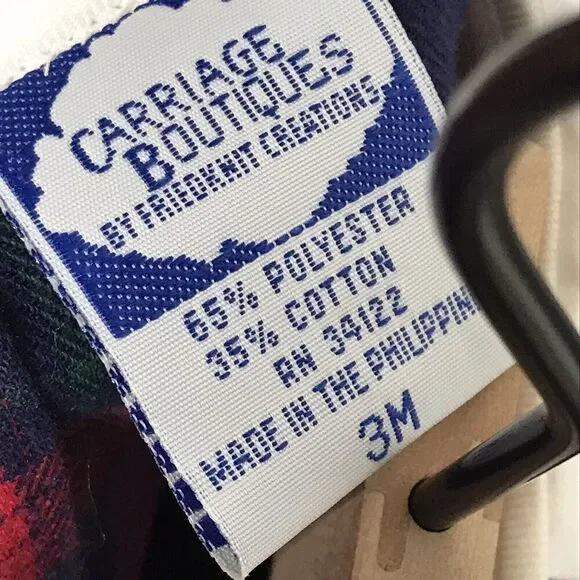 CARRIAGE
BOUTIQUES
BY FRIEDKNIT CREATIONS
65% POLYESTER
35% COTTON
RN 34122
MADE IN THE PHILIPPIN
3M